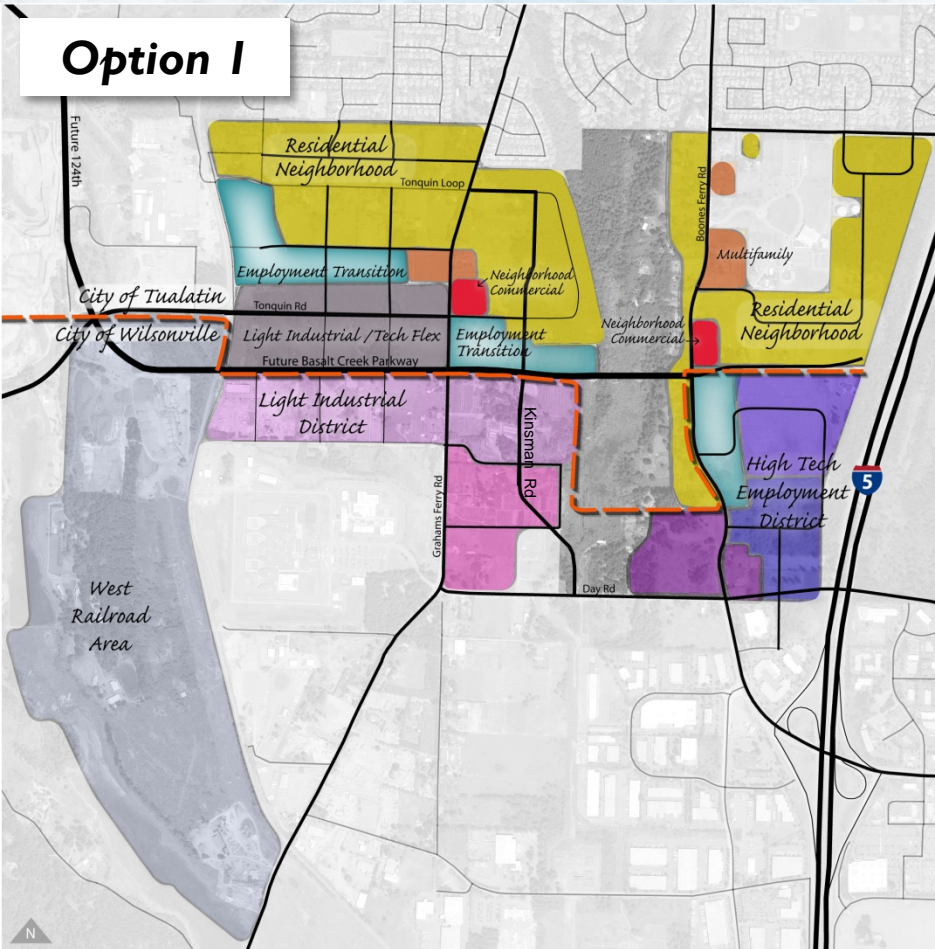 Option 1
Future 124th
Residential
Neighborhood
Tonquin Loop
Boones Ferry Rd
Multifamily
Employment Transition
Neighborhood
Commercial
City of Tualatin
Tonquin Rd
Residential
Neighborhood
City of Wilsonville
Light Industrial / Tech Flex
Employment
Transition
Neighborhood
Commercial
Future Basalt Creek Parkway
Light Industrial
District
Kinsman Rd
High Tech
Employment
District
5
Grahams Ferry Rd
West
Railroad
Area
Day Rd
N